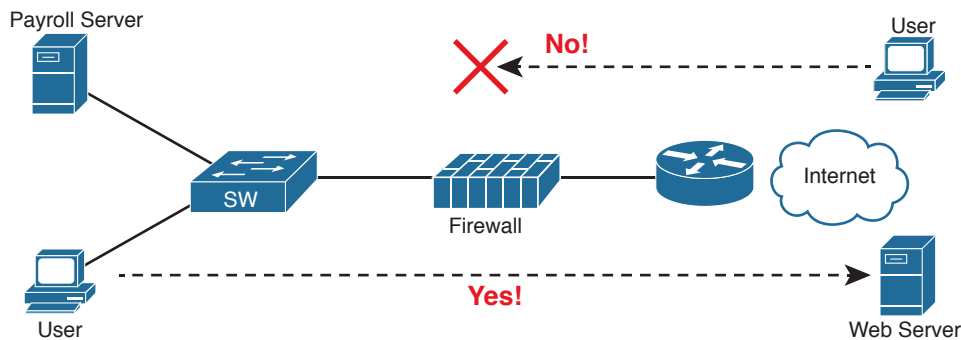 Payroll Server
User
No!
SW
Firewall
Internet
Yes!
User
Web Server